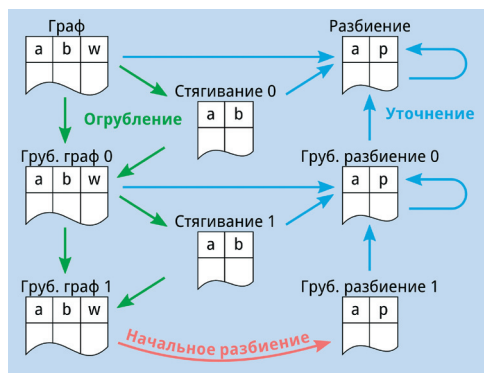 Граф
Разбиение
a b w
a p
Стягивание 0
a b
Огрубление
Уточнение
Груб. граф 0
Груб. разбиение 0
a b w
a p
Стягивание 1
a b
Груб. граф 1
Груб. разбиение 1
a b w
a p
Начальное разбиение